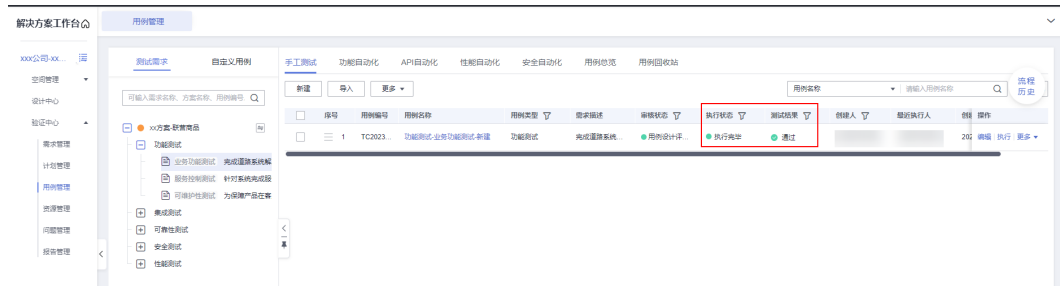 解决方案工作台
用例管理
xxx公司-xx...
空间管理
设计中心
验证中心
需求管理
计划管理
用例管理
资源管理
问题管理
报告管理
测试需求 自定义用例
可输入需求名称、方案名称、用例编号
xx方案-联营商品
功能测试
业务功能测试 完成道路系统解
服务控制测试 针对系统完成服
可维护性测试 为保障产品在客
集成测试
可靠性测试
安全测试
性能测试
手工测试 功能自动化 API自动化 性能自动化 安全自动化 用例总览 用例回收站
新建 导入 更多 用例名称 请输入用例名称
流程历史
序号 用例编号 用例名称 用例类型 需求描述 审核状态 执行状态 测试结果 创建人 最近执行人 创建 操作
1 TC2023... 功能测试-业务功能测试-新建 功能测试 完成道路系统... 用例设计评... 执行完毕 通过 202 编辑 执行 更多